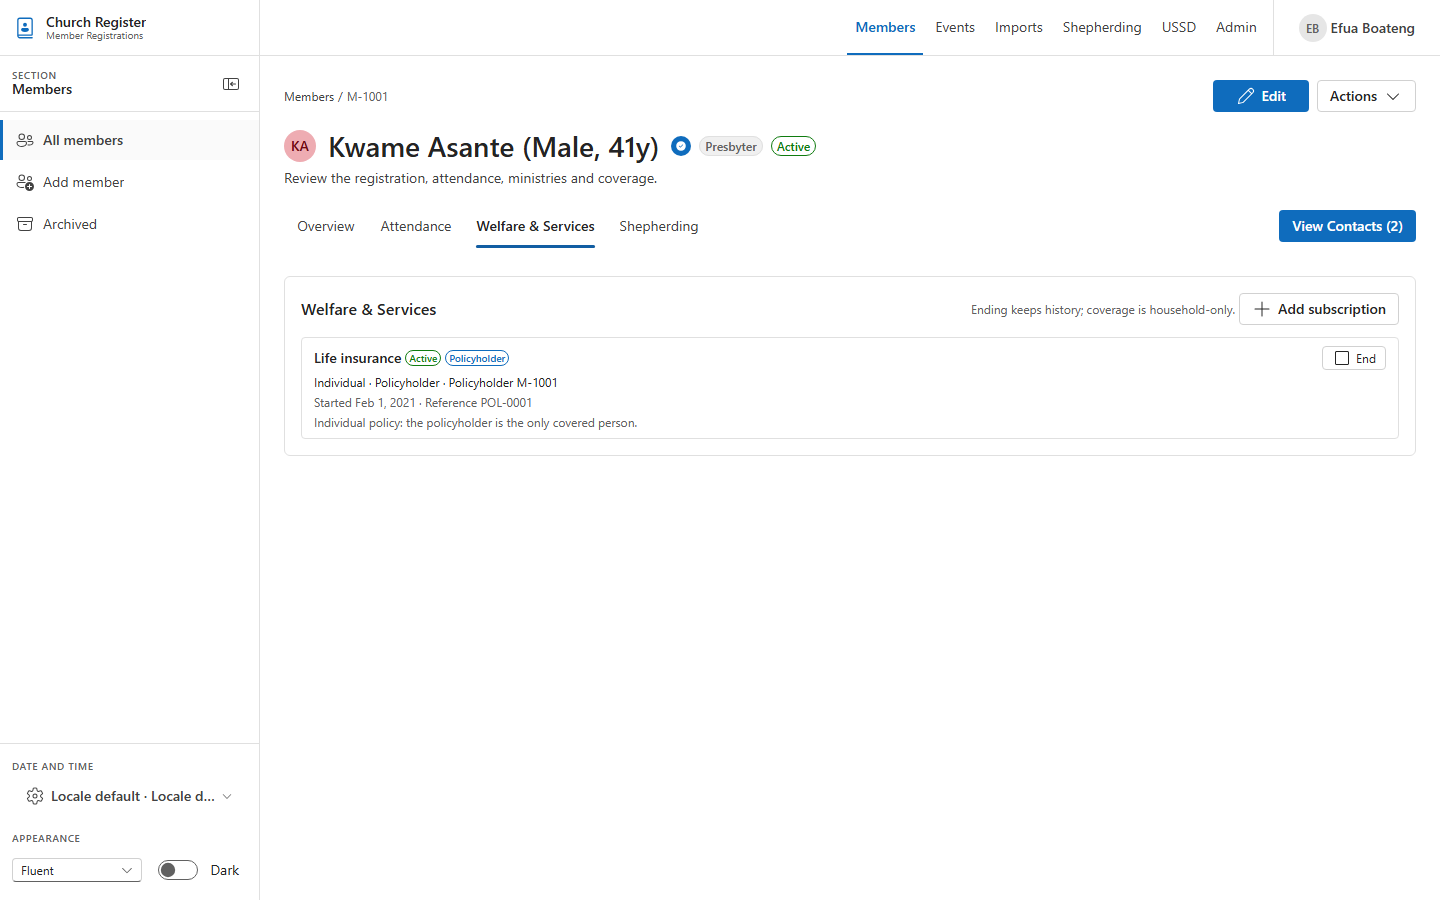 Church Register
Member Registrations
Members
Events
Imports
Shepherding
USSD
Admin
EB
Efua Boateng
SECTION
Members
All members
Add member
Archived
Members / M-1001
Edit
Actions
KA
Kwame Asante (Male, 41y)
Presbyter
Active
Review the registration, attendance, ministries and coverage.
Overview
Attendance
Welfare & Services
Shepherding
View Contacts (2)
Welfare & Services
Ending keeps history; coverage is household-only.
Add subscription
Life insurance
Active
Policyholder
End
Individual · Policyholder · Policyholder M-1001
Started Feb 1, 2021 · Reference POL-0001
Individual policy: the policyholder is the only covered person.
DATE AND TIME
Locale default · Locale d...
APPEARANCE
Fluent
Dark